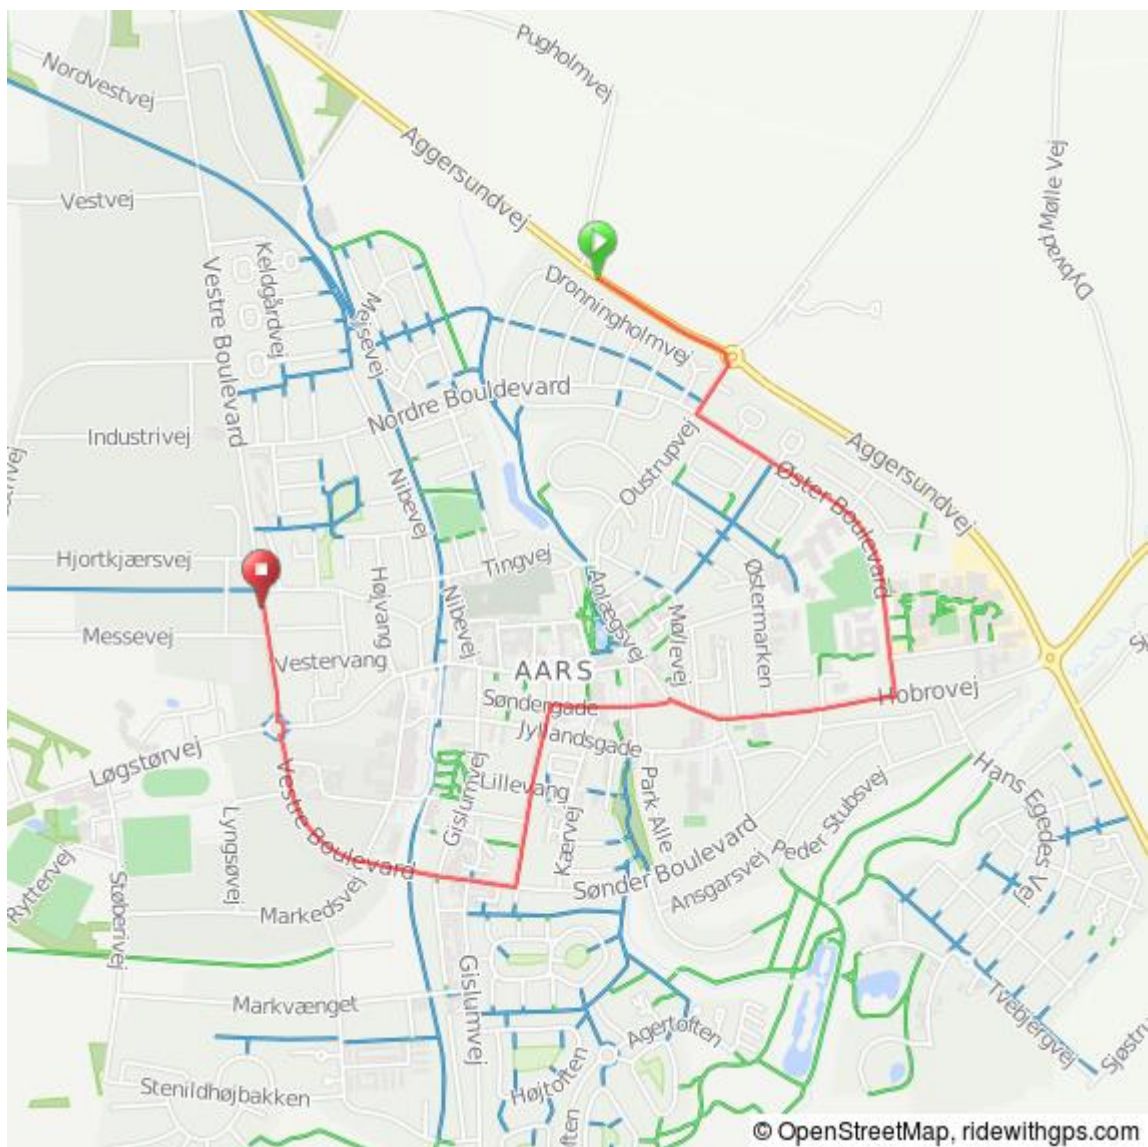 Pugholmvej
Nordvestvej
Aggersundvej
Dybvad Mølle Vej
Vestvej
Keldgårdvej
Vestre Boulevard
Mejsevej
Dronningholmvej
Nordre Bouldevard
Industrivej
Oustrupvej
Aggersundvej
Øster Boulevard
Nibevej
Hjortkjærsvej
Tingvej
Højvang
Nibevej
Anlægsvej
Østermarken
Møllevej
Messevej
Vestervang
AARS
Hobrovej
Søndergade
Jyllandsgade
Løgstørvej
Lillevang
Gislumvej
Park Alle
Hans Egedes Vej
Peder Stubsvej
Vestre Boulevard
Lyngsøvej
Kærvej
Sønder Boulevard
Ansgarsvej
Ryttervej
Støberivej
Markedsvej
Gislumvej
Markvænget
Agertoften
Tvebjergvej
Højtoften
Stenildhøjbakken
© OpenStreetMap, ridewithgps.com